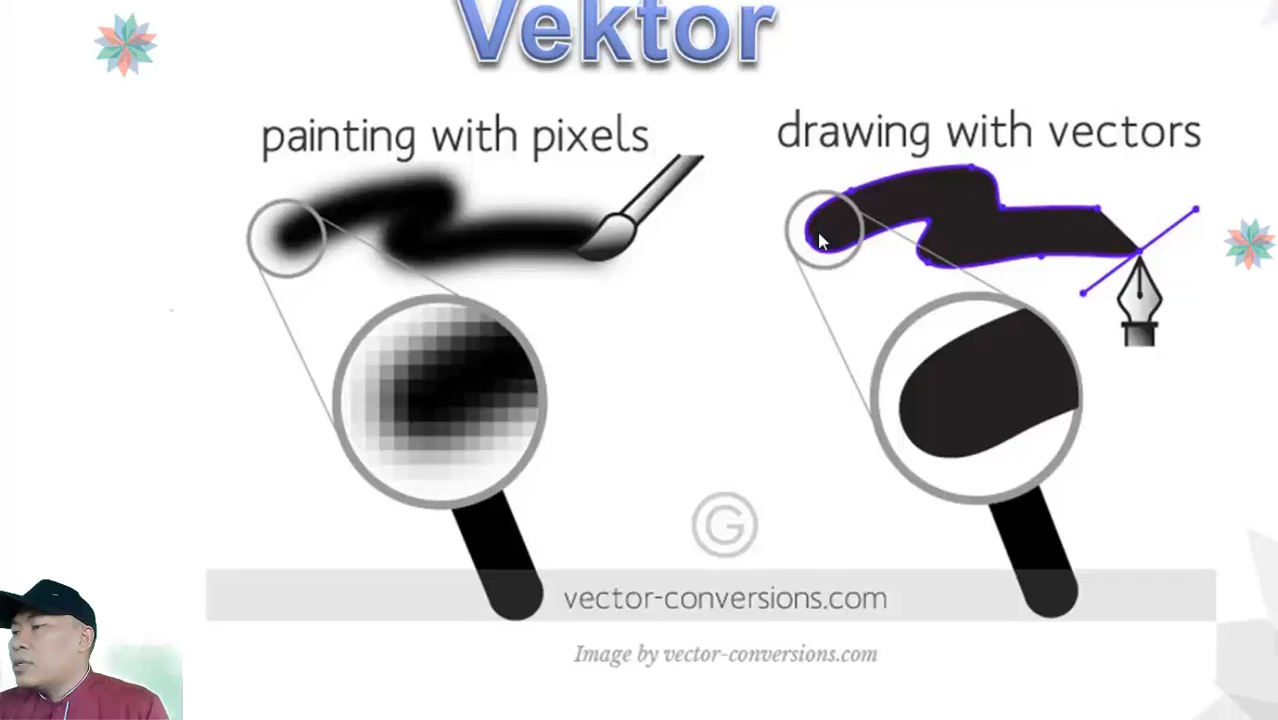 Vektor
painting with pixels
drawing with vectors
G
vector-conversions.com
Image by vector-conversions.com